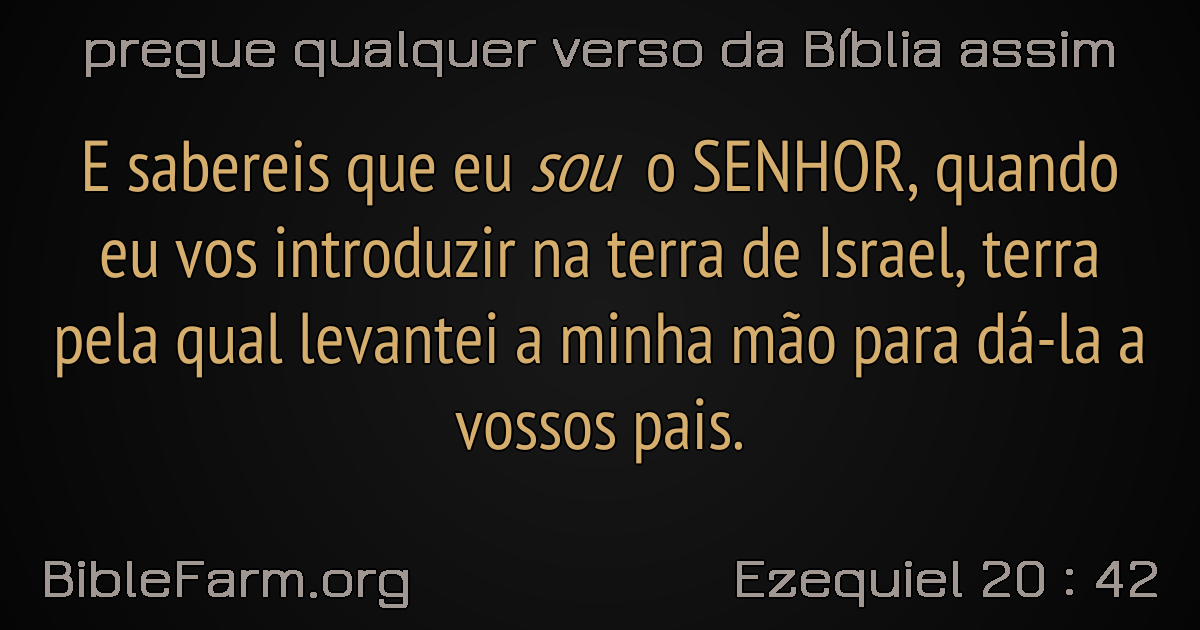 pregue qualquer verso da Bíblia assim
E sabereis que eu sou o SENHOR, quando
eu vos introduzir na terra de Israel, terra
pela qual levantei a minha mão para dá-la a
vossos pais.
BibleFarm.org
Ezequiel 20 : 42